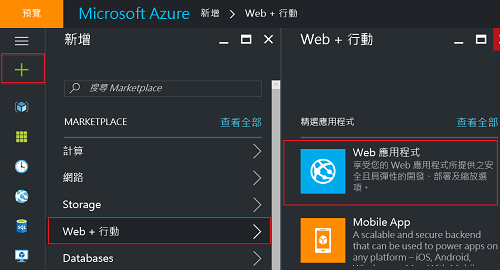 預覽
Microsoft Azure 新增 > Web + 行動
新增
搜尋 Marketplace
MARKETPLACE 查看全部
計算
網路
Storage
Web + 行動
Databases
Web + 行動
精選應用程式 查看全部
Web 應用程式
享受您的 Web 應用程式所提供之安
全且具彈性的開發、部署及縮放選
項。
Mobile App
A scalable and secure backend
that can be used to power apps on
any platform – iOS, Android,